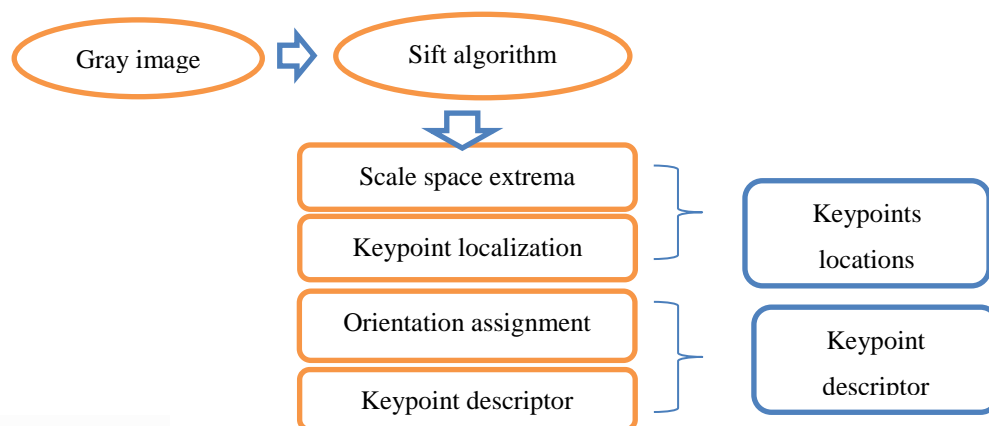 Gray image
Sift algorithm
Scale space extrema
Keypoint localization
Keypoints
locations
Orientation assignment
Keypoint descriptor
Keypoint
descriptor